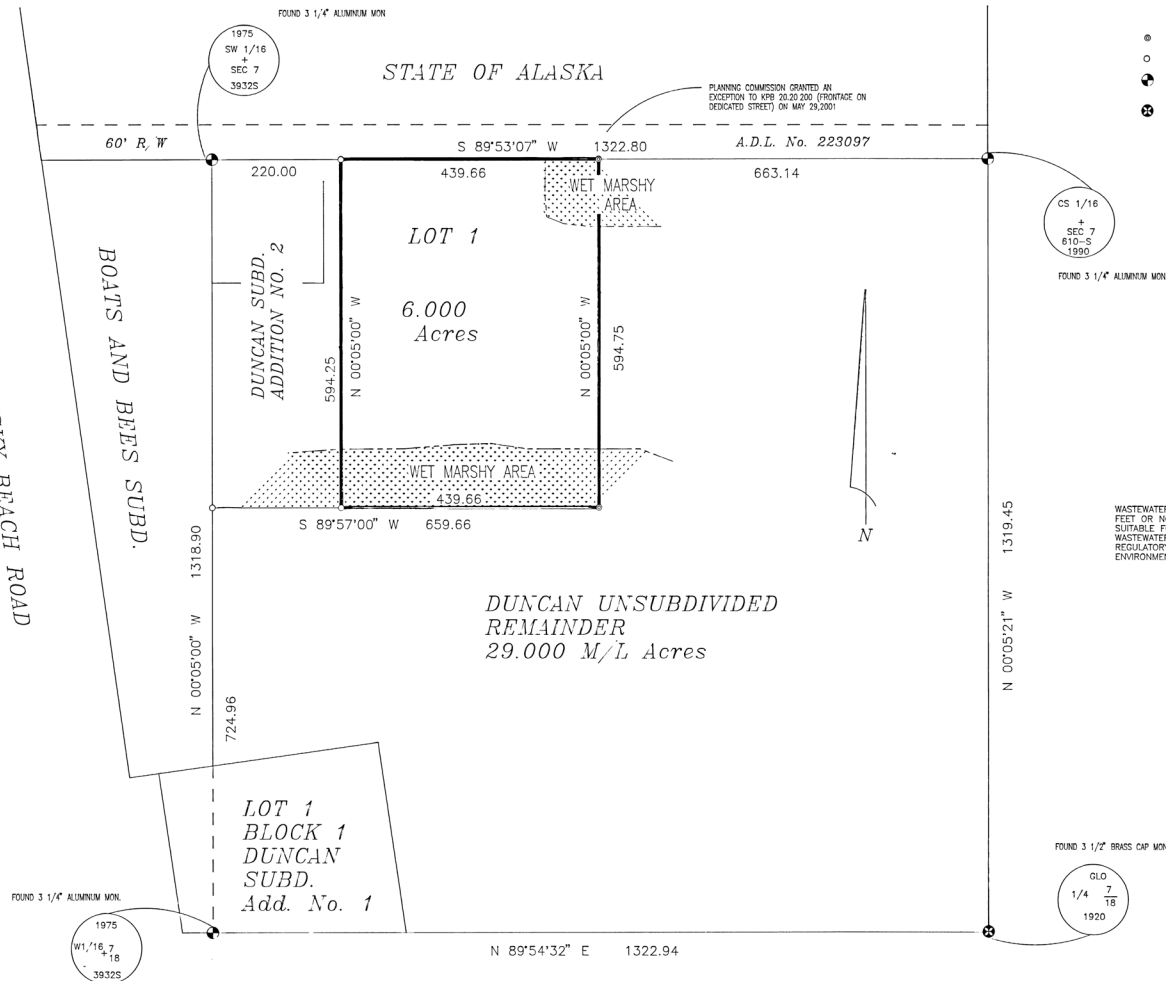 FOUND 3 1/4" ALUMINUM MON
1975
SW 1/16
+
SEC 7
3932S
STATE OF ALASKA
PLANNING COMMISSION GRANTED AN
EXCEPTION TO KPB 20.20.200 (FRONTAGE ON
DEDICATED STREET) ON MAY 29,2001
60' R/W
S 89°53'07" W 1322.80
A.D.L. No. 223097
220.00
439.66
663.14
WET MARSHY
AREA
CS 1/16
+
SEC 7
610-S
1990
FOUND 3 1/4" ALUMINUM MON
LOT 1
6.000
Acres
DUNCAN SUBD.
ADDITION NO. 2
BOATS AND BEES SUBD.
594.25
N 00°05'00" W
N 00°05'00" W
594.75
WET MARSHY AREA
439.66
S 89°57'00" W 659.66
N
BEACH ROAD
1318.90
N 00°05'00" W
724.96
1319.45
N 00°05'21" W
WASTEWATER
FEET OR
SUITABLE
WASTEWATER
REGULATORY
ENVIRONMEN
DUNCAN UNSUBDIVIDED
REMAINDER
29.000 M/L Acres
LOT 1
BLOCK 1
DUNCAN
SUBD.
Add. No. 1
FOUND 3 1/2" BRASS CAP MON
GLO
1/4 7
18
1920
FOUND 3 1/4" ALUMINUM MON.
1975
W1/16 + 7
18
3932S
N 89°54'32" E 1322.94